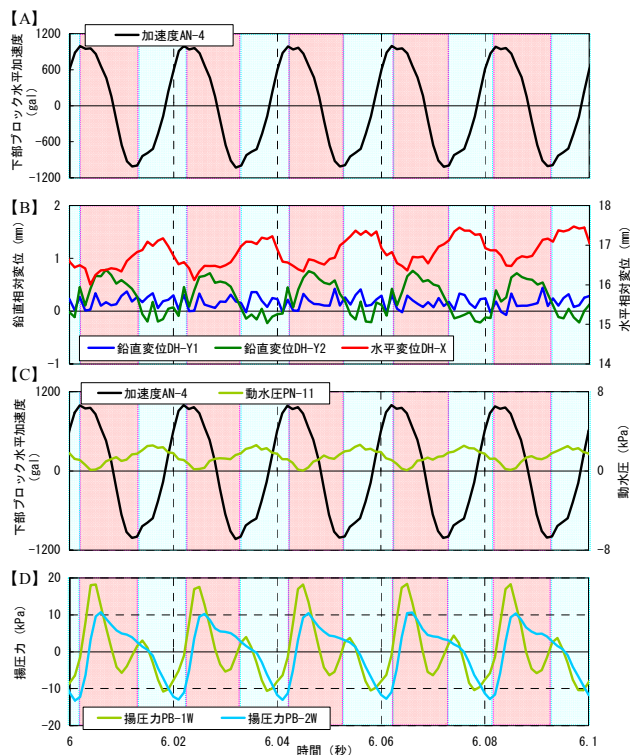 【A】
1200
600
0
-600
-1200
下部ブロック水平加速度
(gal)
加速度AN-4
【B】
2
1
0
-1
鉛直相対変位 (mm)
18
17
16
15
14
水平相対変位 (mm)
鉛直変位DH-Y1
鉛直変位DH-Y2
水平変位DH-X
【C】
1200
0
-1200
下部ブロック水平加速度
(gal)
加速度AN-4
動水圧PN-11
8
0
-8
動水圧 (kPa)
【D】
20
10
0
-10
-20
揚圧力 (kPa)
揚圧力PB-1W
揚圧力PB-2W
6
6.02
6.04
6.06
6.08
6.1
時間 (秒)